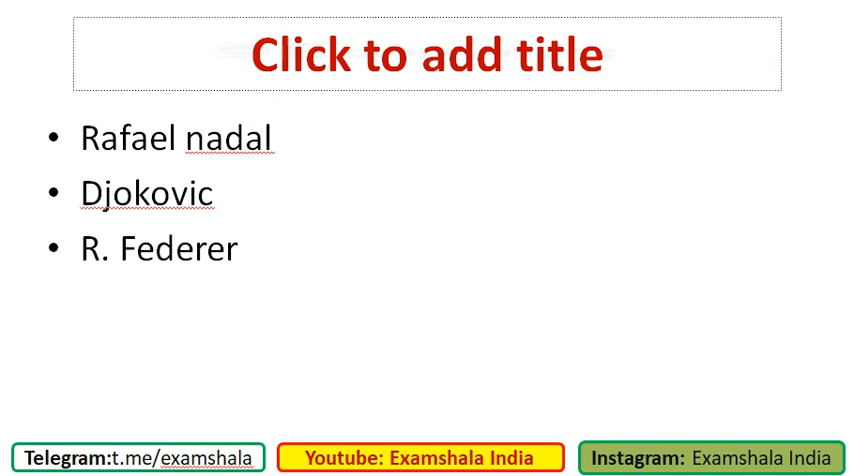 Click to add title
• Rafael nadal
• Djokovic
• R. Federer
Telegram:t.me/examshala
Youtube: Examshala India
Instagram: Examshala India